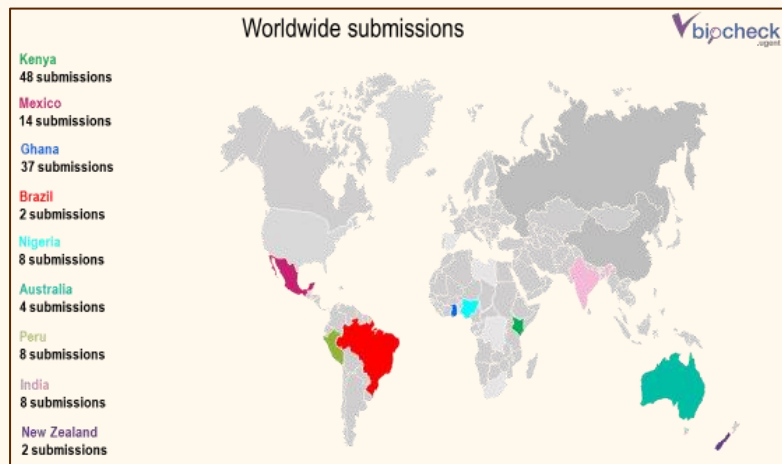 Worldwide submissions
biocheck
.ugent
Kenya
48 submissions
Mexico
14 submissions
Ghana
37 submissions
Brazil
2 submissions
Nigeria
8 submissions
Australia
4 submissions
Peru
8 submissions
India
8 submissions
New Zealand
2 submissions